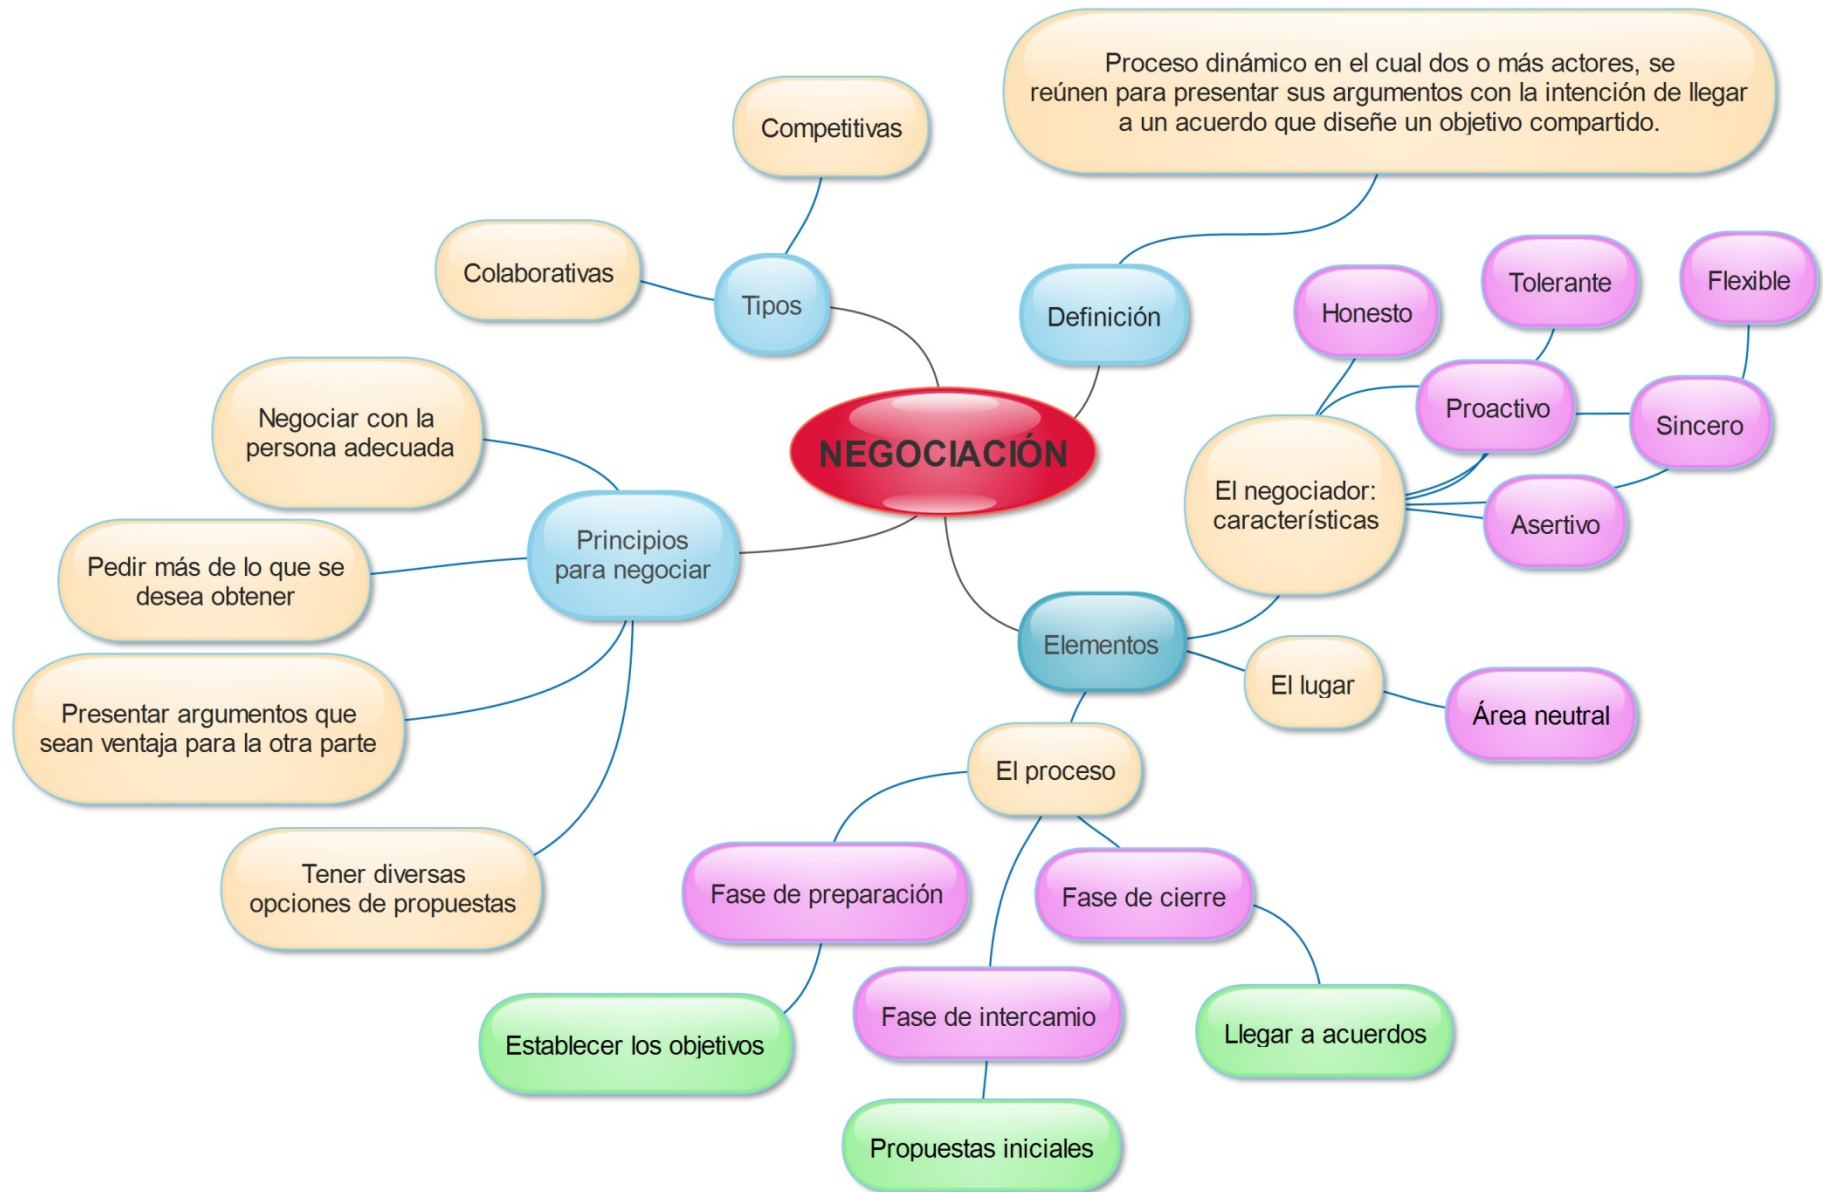 Proceso dinámico en el cual dos o más actores, se
reúnen para presentar sus argumentos con la intención de llegar
a un acuerdo que diseñe un objetivo compartido.
Competitivas
Colaborativas
Tipos
Definición
Honesto
Tolerante
Flexible
Negociar con la
persona adecuada
NEGOCIACIÓN
Proactivo
Sincero
El negociador:
características
Asertivo
Principios
para negociar
Pedir más de lo que se
desea obtener
Elementos
El lugar
Área neutral
Presentar argumentos que
sean ventaja para la otra parte
El proceso
Tener diversas
opciones de propuestas
Fase de preparación
Fase de cierre
Fase de intercamio
Establecer los objetivos
Llegar a acuerdos
Propuestas iniciales